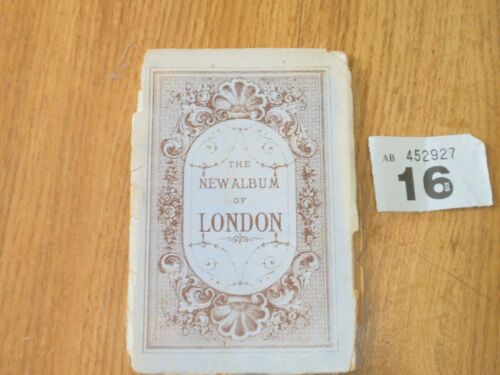 THE
NEW ALBUM
OF
LONDON
AB 452927
16